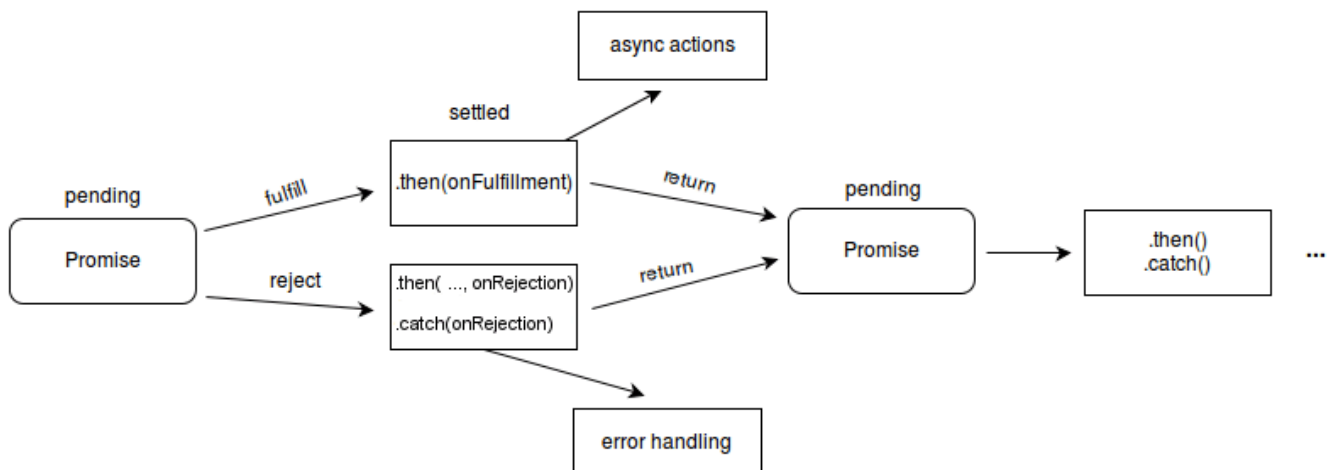 async actions
settled
.then(onFulfillment)
fulfill
return
pending
pending
Promise
Promise
.then()
.catch()
...
reject
.then( ..., onRejection)
.catch(onRejection)
return
error handling